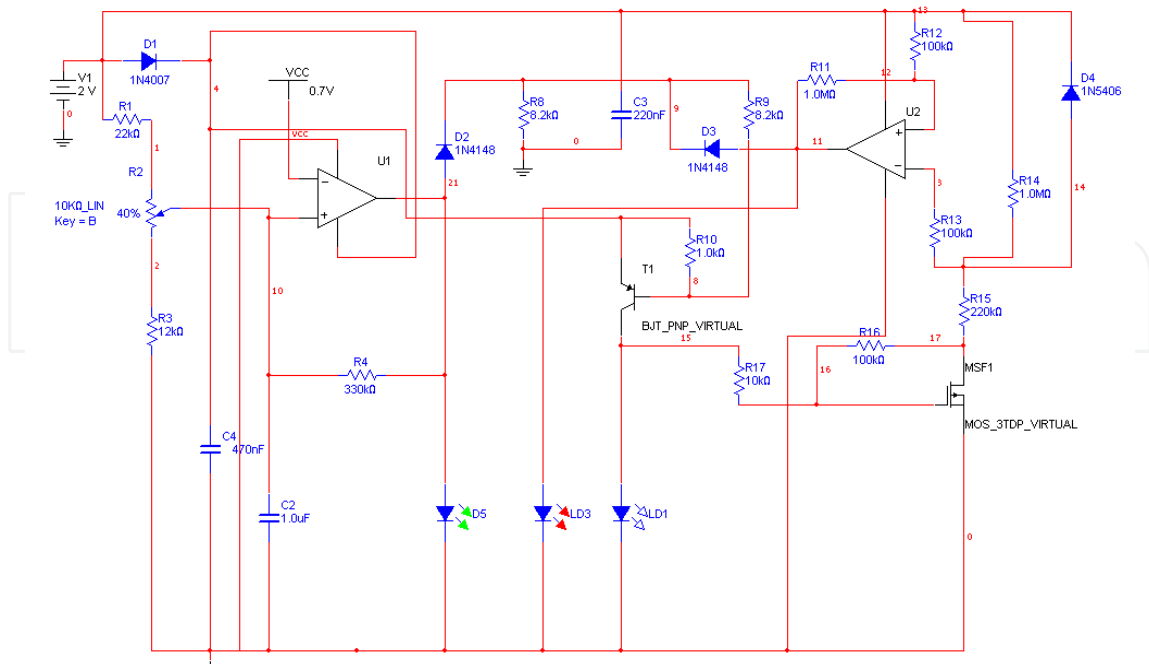 13
D1
1N4007
V1
2 V
0
R1
22kΩ
1
R2
10KΩ_LIN
Key = B
40%
2
R3
12kΩ
4
VCC
0.7V
VCC
U1
10
R4
330kΩ
C4
470nF
C2
1.0uF
D2
1N4148
21
D5
R8
8.2kΩ
0
C3
220nF
9
D3
1N4148
R9
8.2kΩ
11
R11
1.0MΩ
R12
100kΩ
12
U2
3
R13
100kΩ
R14
1.0MΩ
D4
1N5406
14
R10
1.0kΩ
8
T1
BJT_PNP_VIRTUAL
15
R17
10kΩ
16
R16
100kΩ
17
R15
220kΩ
MSF1
MOS_3TDP_VIRTUAL
LD3
LD1
0